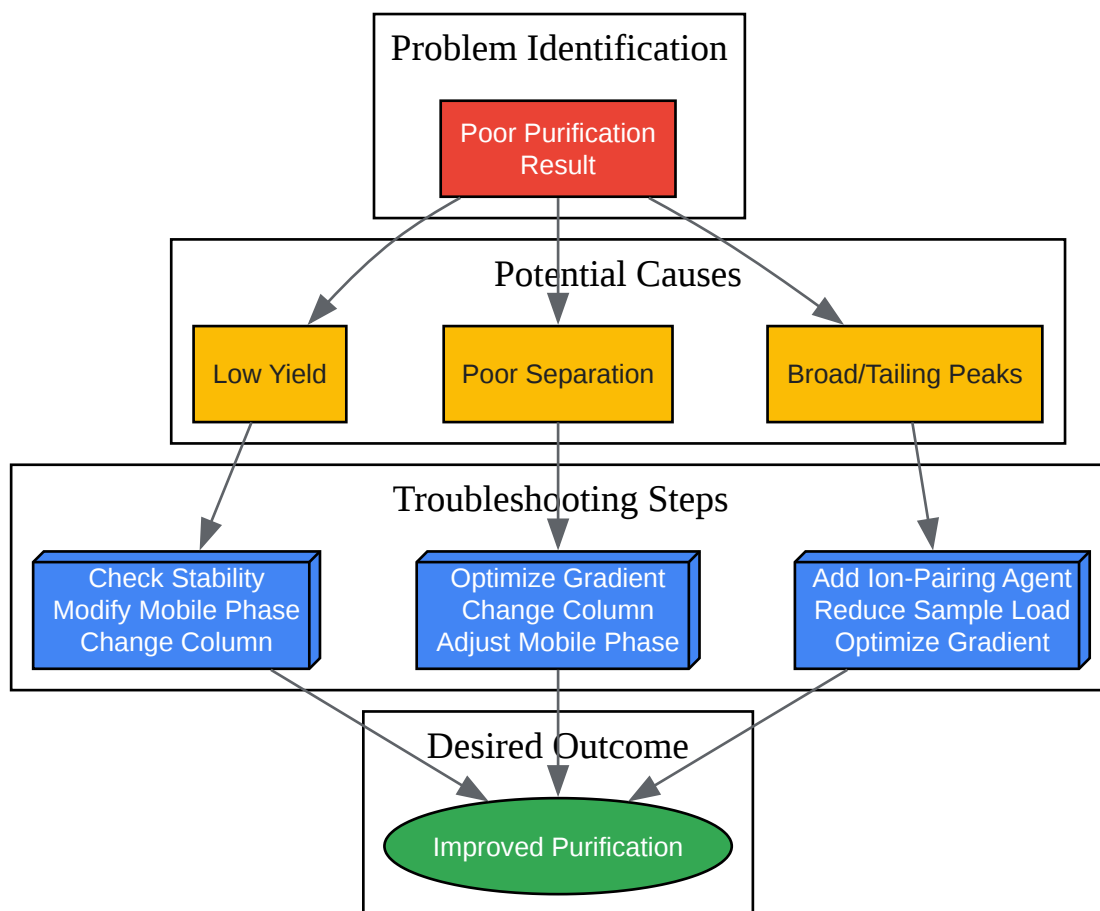 Problem Identification
Poor Purification
Result
Potential Causes
Low Yield
Poor Separation
Broad/Tailing Peaks
Troubleshooting Steps
Check Stability
Modify Mobile Phase
Change Column
Optimize Gradient
Change Column
Adjust Mobile Phase
Add Ion-Pairing Agent
Reduce Sample Load
Optimize Gradient
Desired Outcome
Improved Purification